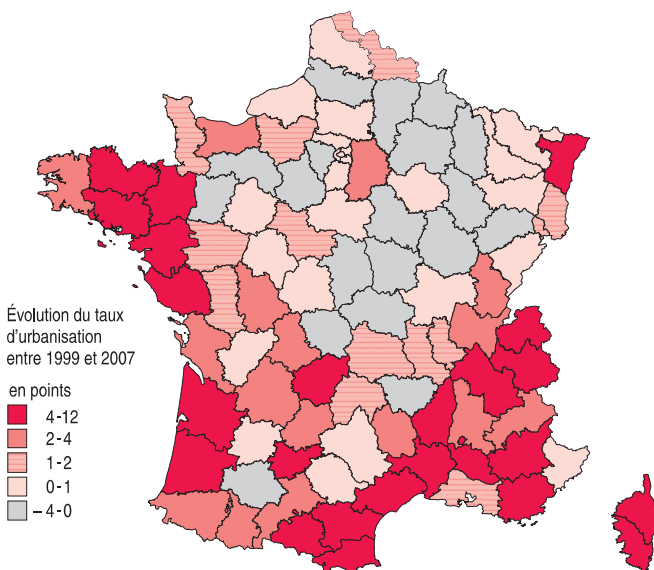 Évolution du taux
d'urbanisation
entre 1999 et 2007
en points
4-12
2-4
1-2
0-1
–4-0